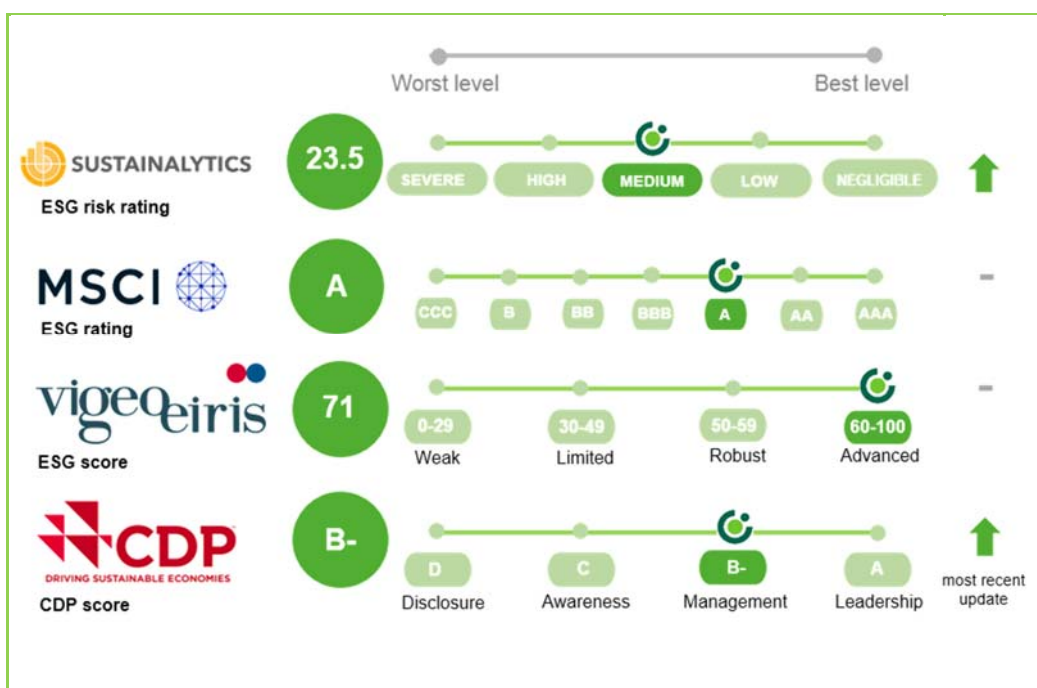 Worst level Best level
SUSTAINALYTICS
ESG risk rating
23.5
SEVERE HIGH MEDIUM LOW NEGLIGIBLE
MSCI
ESG rating
A
CCC B BB BBB A AA AAA
-
vigeoeiris
ESG score
71
0-29 30-49 50-59 60-100
Weak Limited Robust Advanced
-
CDP
DRIVING SUSTAINABLE ECONOMIES
CDP score
B-
D C B- A
Disclosure Awareness Management Leadership
most recent
update